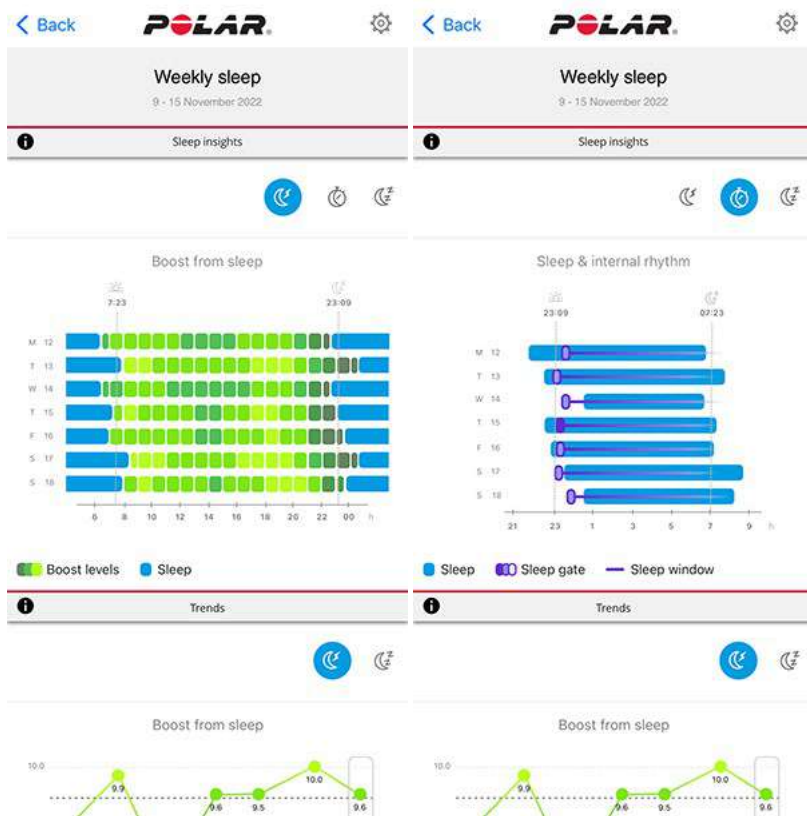 Back
POLAR.
Weekly sleep
9 - 15 November 2022
Sleep insights
Boost from sleep
7:23
23:09
M 12
T 13
W 14
T 15
F 16
S 17
S 18
6 8 10 12 14 16 18 20 22 00 h
Boost levels Sleep
Trends
Boost from sleep
10.0
9.9
9.6
9.5
10.0
9.6
Back
POLAR.
Weekly sleep
9 - 15 November 2022
Sleep insights
Sleep & internal rhythm
23:09
07:23
M 12
T 13
W 14
T 15
F 16
S 17
S 18
21 23 1 3 5 7 9 h
Sleep Sleep gate Sleep window
Trends
Boost from sleep
10.0
9.9
9.6
9.5
10.0
9.6